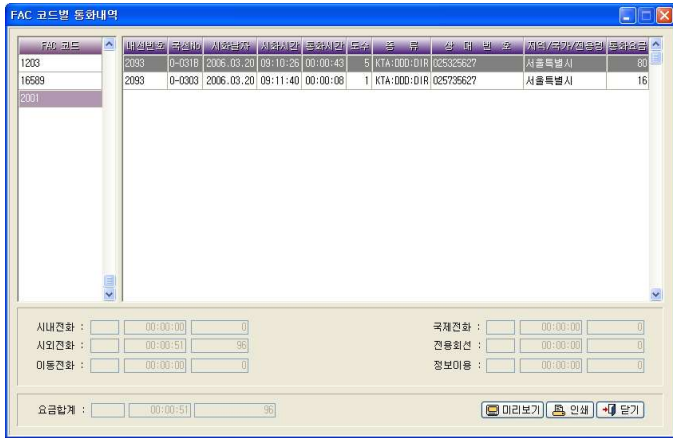 FAC 코드별 통화내역
FAC 코드
1203
16589
2001
내선번호 국선No 시화날자 시화시간 통화시간 도수 종 류 상 대 번 호 지역/국가/전용명 통화요금
2093 0-0318 2006.03.20 09:10:26 00:00:43 5 KTA:DDD:DIR 025325627 서울특별시 80
2093 0-0303 2006.03.20 09:11:40 00:00:08 1 KTA:DDD:DIR 025735627 서울특별시 16
시내전화 : 00:00:00 0 국제전화 : 00:00:00 0
시외전화 : 00:00:51 96 전용회선 : 00:00:00 0
이동전화 : 00:00:00 0 정보이용 : 00:00:00 0
요금합계 : 00:00:51 96 미리보기 인쇄 닫기